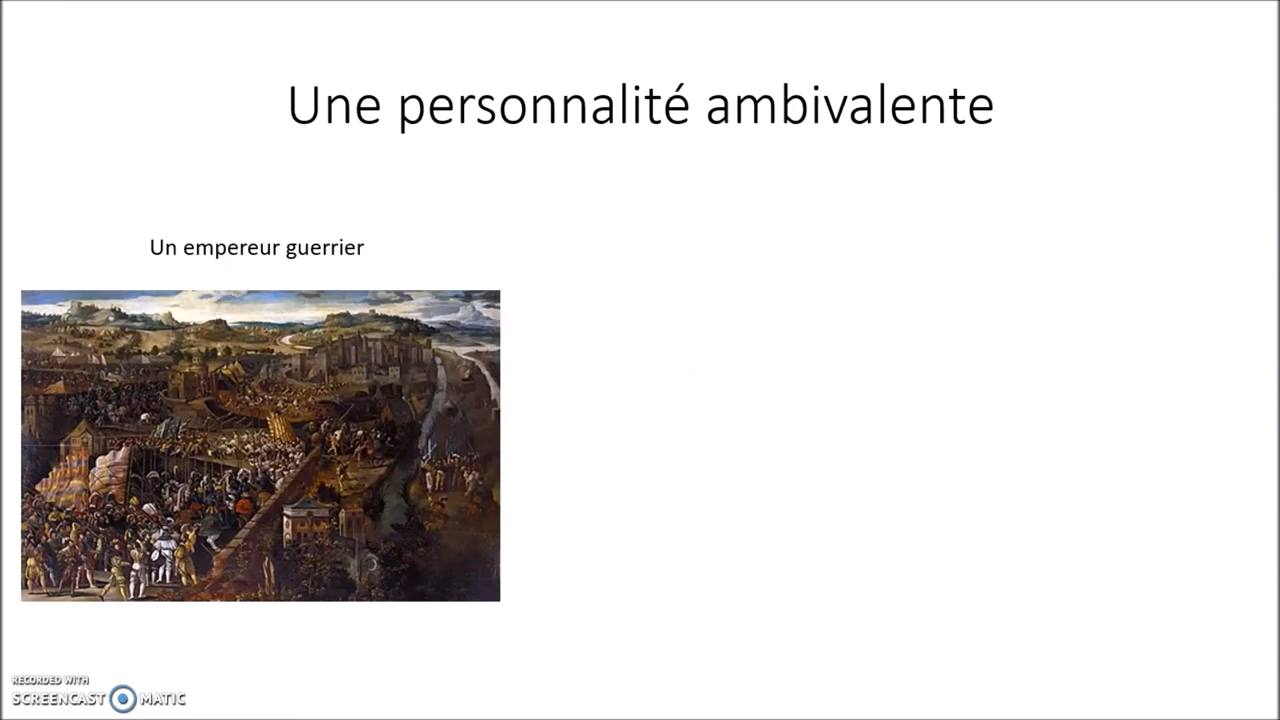 Une personnalité ambivalente
Un empereur guerrier
RECORDED WITH
SCREENCAST MATIC